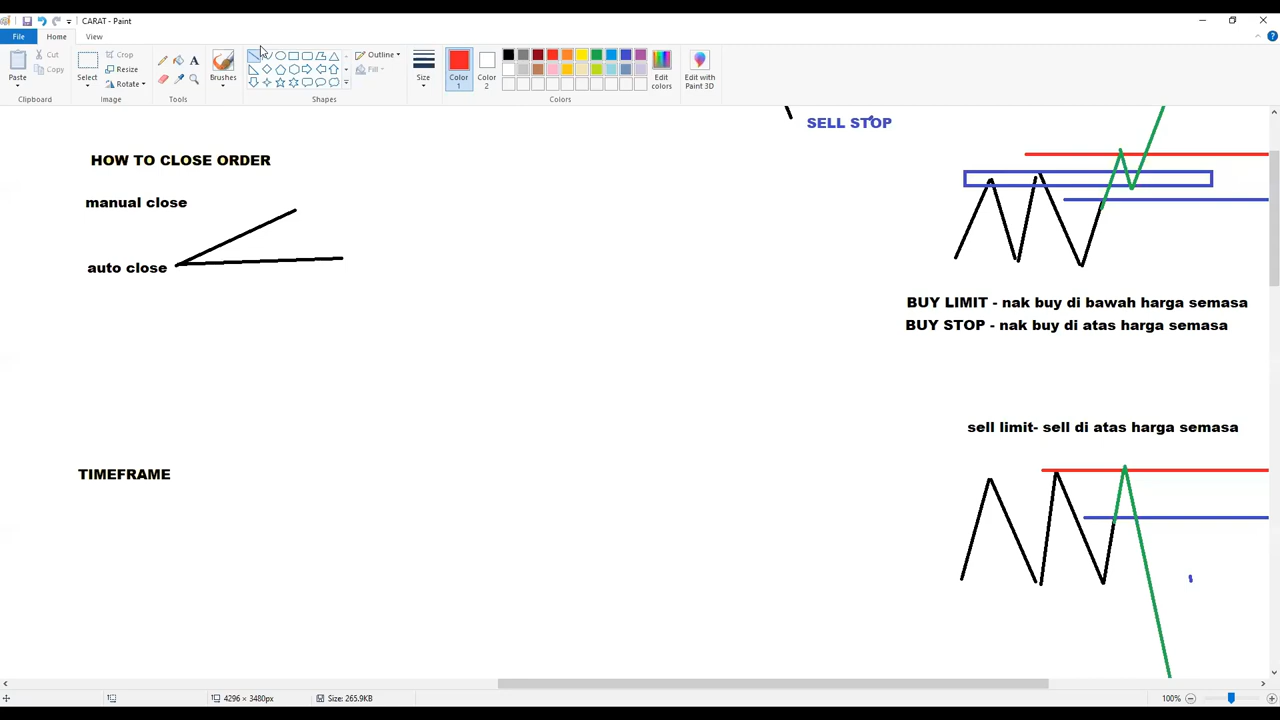 CARAT - Paint
File
Home
View
Paste
Cut
Copy
Clipboard
Select
Crop
Resize
Rotate
Image
Tools
Brushes
Shapes
Outline
Fill
Size
Color 1
Color 2
Edit colors
Colors
Edit with Paint 3D
SELL STOP
HOW TO CLOSE ORDER
manual close
auto close
BUY LIMIT - nak buy di bawah harga semasa
BUY STOP - nak buy di atas harga semasa
sell limit- sell di atas harga semasa
TIMEFRAME
4296 × 3480px
Size: 265.9KB
100%